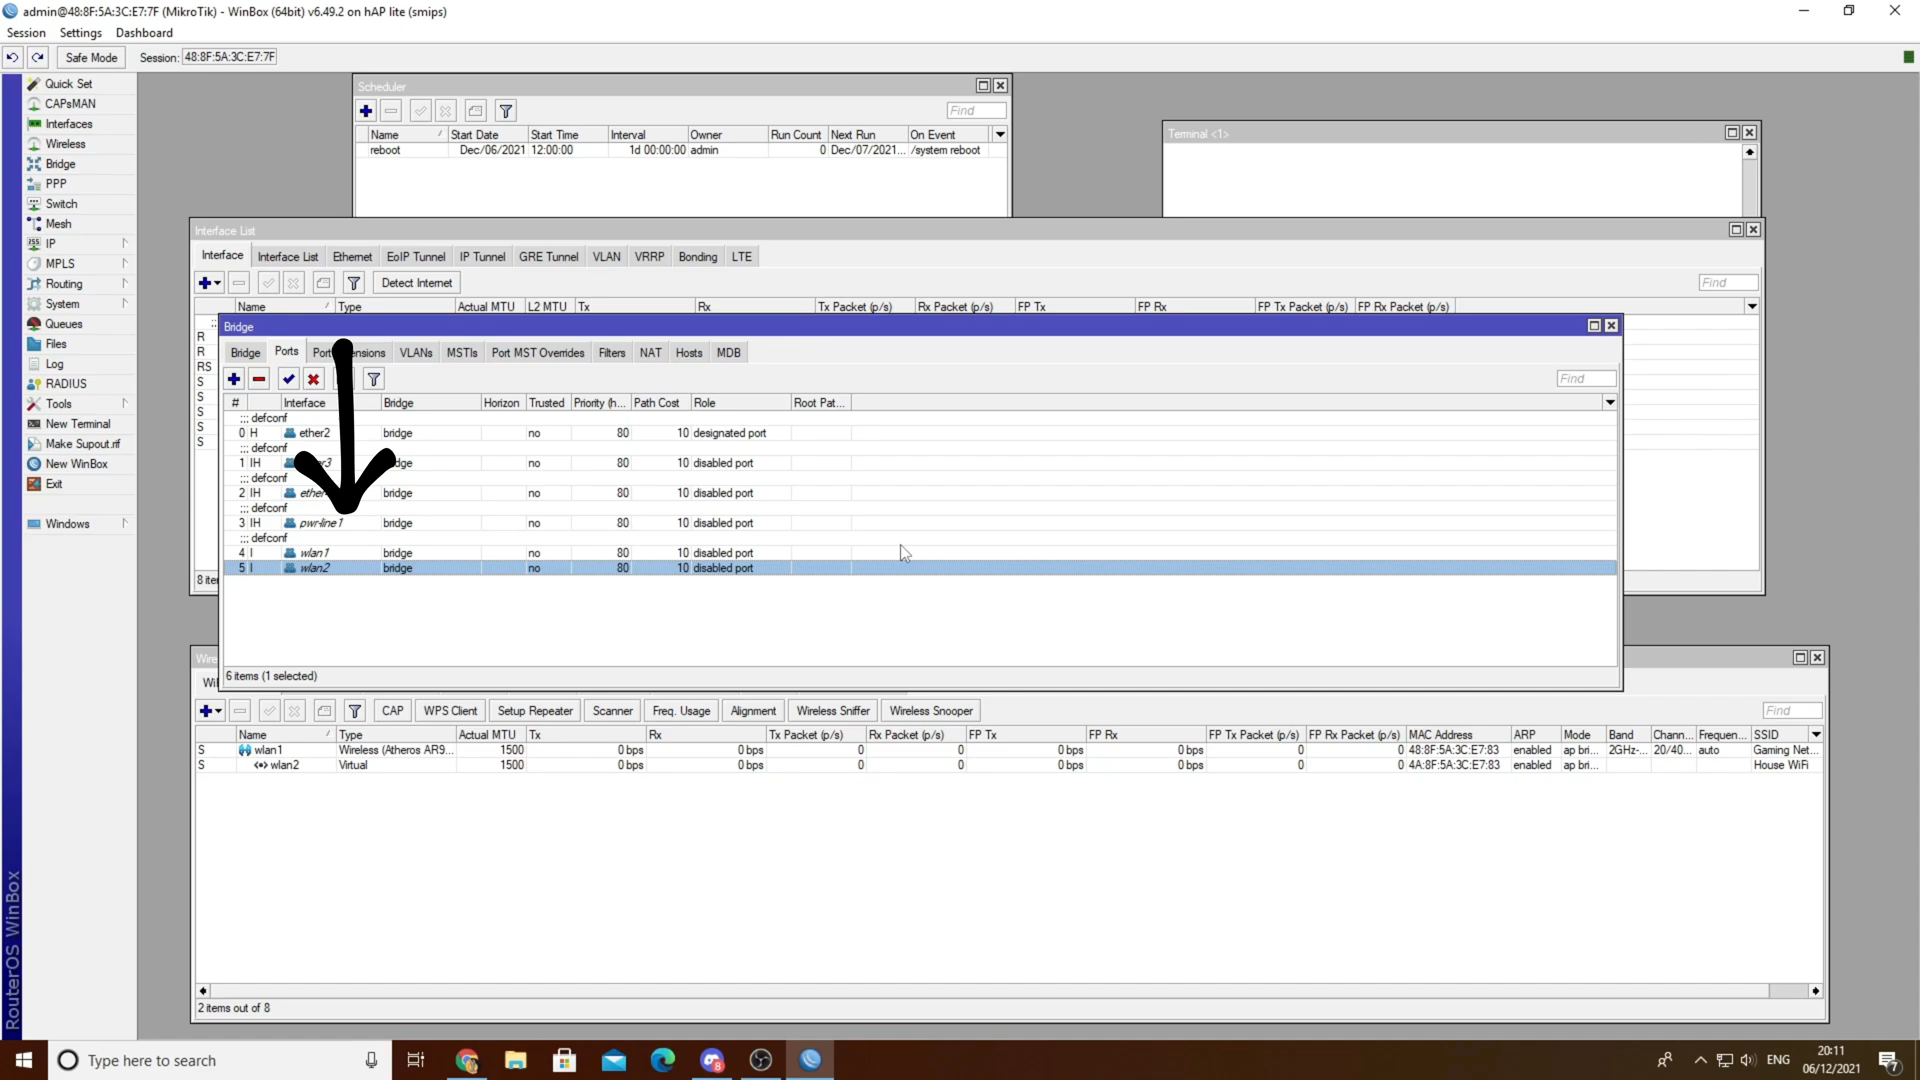 admin@48:8F:5A:3C:E7:7F (MikroTik) - WinBox (64bit) v6.49.2 on hAP lite (smips)
Session Settings Dashboard
Safe Mode Session: 48:8F:5A:3C:E7:7F
Quick Set
CAPsMAN
Interfaces
Wireless
Bridge
PPP
Switch
Mesh
IP
MPLS
Routing
System
Queues
Files
Log
RADIUS
Tools
New Terminal
Make Supout.rif
New WinBox
Exit
Windows
RouterOS WinBox
Scheduler
Find
Name Start Date Start Time Interval Owner Run Count Next Run On Event
reboot Dec/06/2021 12:00:00 1d 00:00:00 admin 0 Dec/07/2021... /system reboot
Terminal <1>
Interface List
Interface Interface List Ethernet EoIP Tunnel IP Tunnel GRE Tunnel VLAN VRRP Bonding LTE
Detect Internet Find
Name Type Actual MTU L2 MTU Tx Rx Tx Packet (p/s) Rx Packet (p/s) FP Tx FP Rx FP Tx Packet (p/s) FP Rx Packet (p/s)
R
R
RS
S
S
S
S
S
8 iter
Bridge
Bridge Ports Port ensions VLANs MSTIs Port MST Overrides Filters NAT Hosts MDB
Find
# Interface Bridge Horizon Trusted Priority (h... Path Cost Role Root Pat...
;;; defconf
0 H ether2 bridge no 80 10 designated port
;;; defconf
1 IH bridge no 80 10 disabled port
;;; defconf
2 IH bridge no 80 10 disabled port
;;; defconf
3 IH pwr-line1 bridge no 80 10 disabled port
;;; defconf
4 I wlan1 bridge no 80 10 disabled port
5 I wlan2 bridge no 80 10 disabled port
6 items (1 selected)
Wire
Wi
CAP WPS Client Setup Repeater Scanner Freq. Usage Alignment Wireless Sniffer Wireless Snooper Find
Name Type Actual MTU Tx Rx Tx Packet (p/s) Rx Packet (p/s) FP Tx FP Rx FP Tx Packet (p/s) FP Rx Packet (p/s) MAC Address ARP Mode Band Chann... Frequen... SSID
S wlan1 Wireless (Atheros AR9... 1500 0 bps 0 bps 0 0 0 bps 0 bps 0 0 48:8F:5A:3C:E7:83 enabled ap bri... 2GHz-... 20/40... auto Gaming Net...
S wlan2 Virtual 1500 0 bps 0 bps 0 0 0 bps 0 bps 0 0 4A:8F:5A:3C:E7:83 enabled ap bri... House WiFi
2 items out of 8
Type here to search
8
ENG
20:11
06/12/2021
7